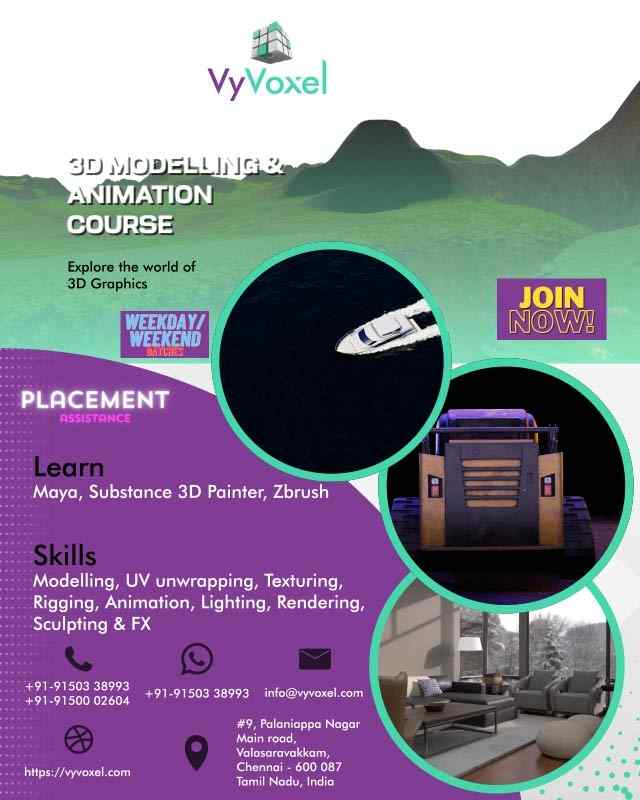 VyVoxel
3D MODELLING &
ANIMATION
COURSE
Explore the world of
3D Graphics
JOIN
NOW!
WEEKDAY/
WEEKEND
BATCHES
PLACEMENT
ASSISTANCE
Learn
Maya, Substance 3D Painter, Zbrush
Skills
Modelling, UV unwrapping, Texturing,
Rigging, Animation, Lighting, Rendering,
Sculpting & FX
+91-91503 38993
+91-91500 02604
+91-91503 38993
info@vyvoxel.com
https://vyvoxel.com
#9, Palaniappa Nagar
Main road,
Valasaravakkam,
Chennai - 600 087
Tamil Nadu, India